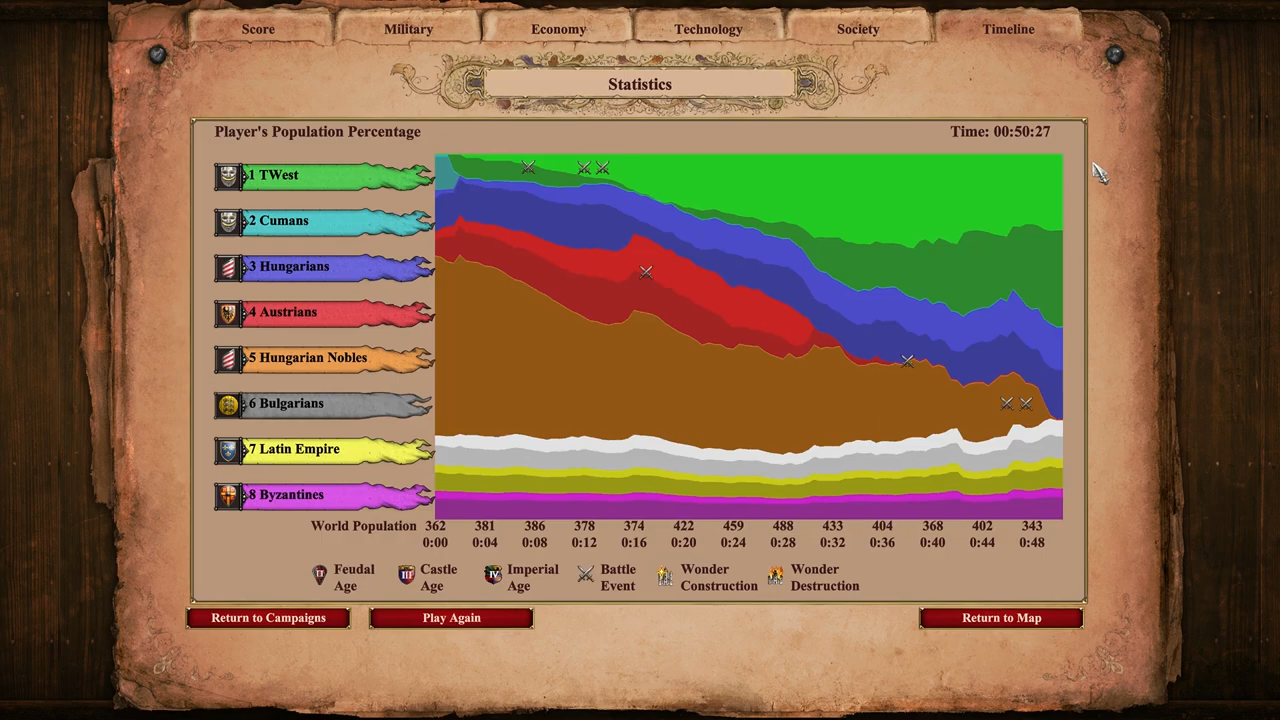 Score Military Economy Technology Society Timeline
Statistics
Player's Population Percentage
Time: 00:50:27
1 TWest
2 Cumans
3 Hungarians
4 Austrians
5 Hungarian Nobles
6 Bulgarians
7 Latin Empire
8 Byzantines
World Population 362 381 386 378 374 422 459 488 433 404 368 402 343
0:00 0:04 0:08 0:12 0:16 0:20 0:24 0:28 0:32 0:36 0:40 0:44 0:48
II Feudal Age
III Castle Age
IV Imperial Age
Battle Event
Wonder Construction
Wonder Destruction
Return to Campaigns
Play Again
Return to Map